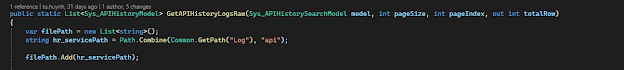 1 reference | tu.huynh, 31 days ago | 1 author, 5 changes
public static List<Sys_APIHistoryModel> GetAPIHistoryLogsRaw(Sys_APIHistorySearchModel model, int pageSize, int pageIndex, out int totalRow)
{
var filePath = new List<string>();
string hr_servicePath = Path.Combine(Common.GetPath("Log"), "api");
filePath.Add(hr_servicePath);